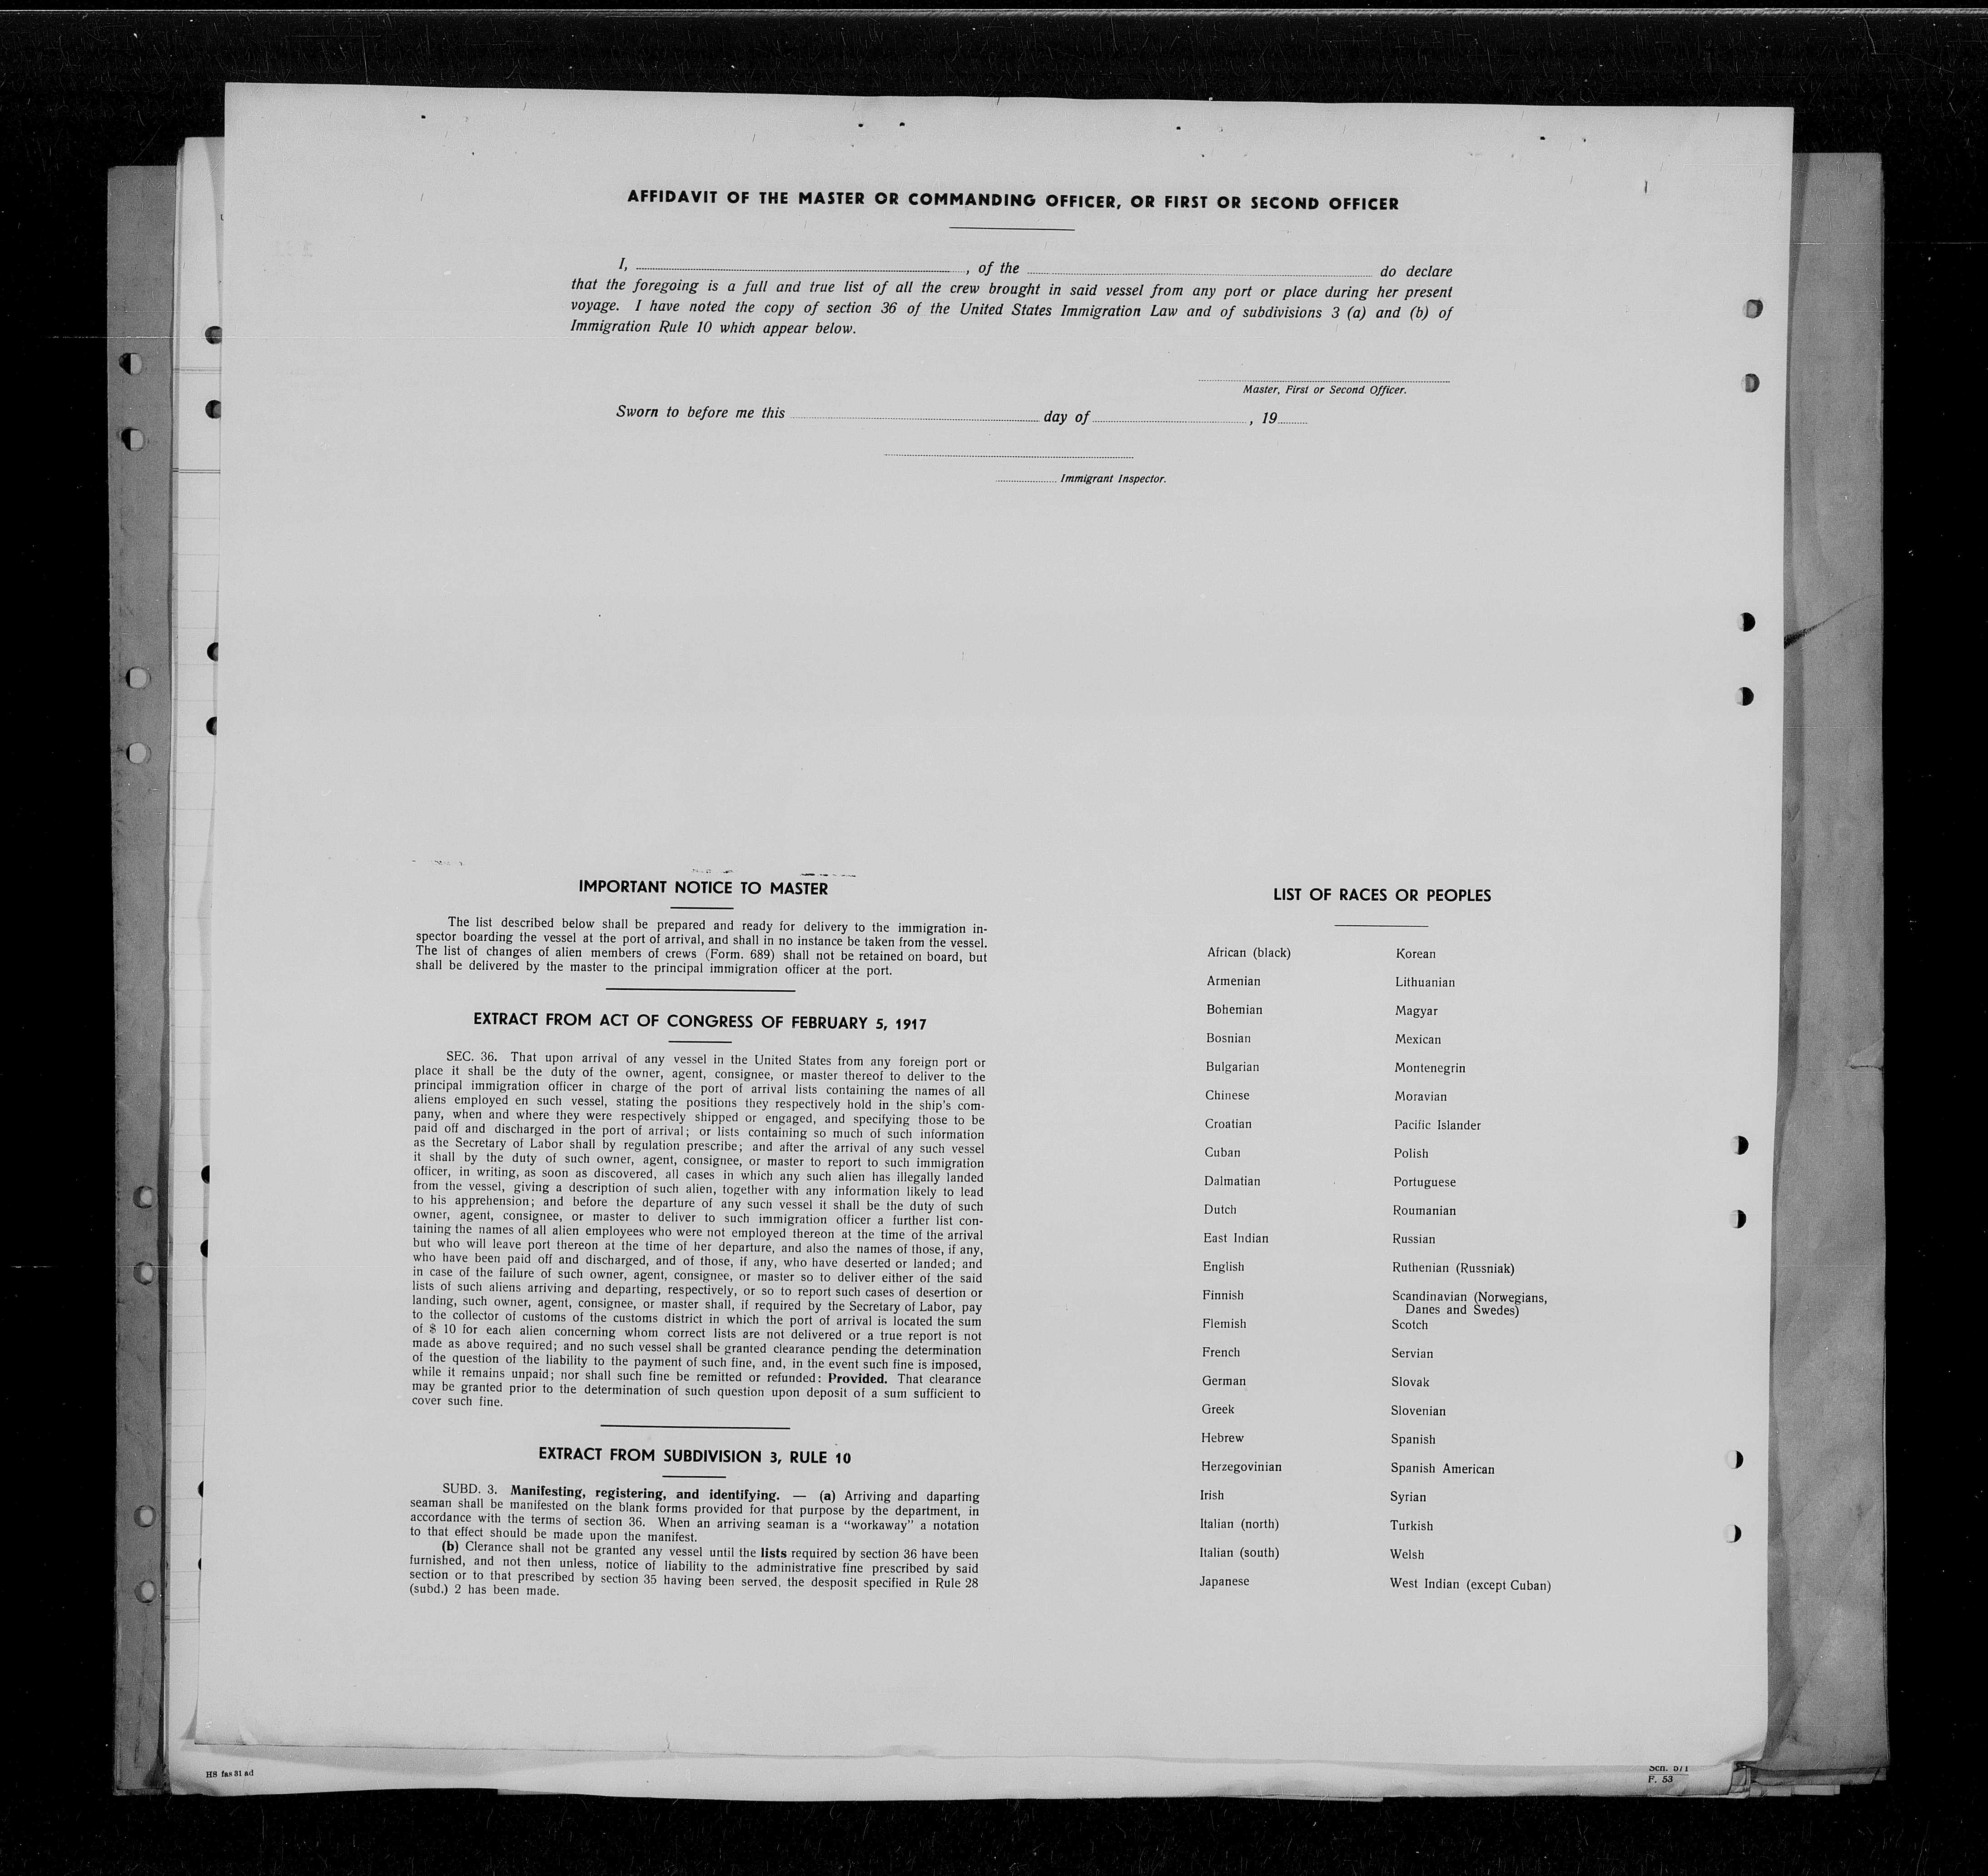 AFFIDAVIT OF THE MASTER OR COMMANDING OFFICER, OR FIRST OR SECOND OFFICER
I, , of the do declare
that the foregoing is a full and true list of all the crew brought in said vessel from any port or place during her present
voyage. I have noted the copy of section 36 of the United States Immigration Law and of subdivisions 3 (a) and (b) of
Immigration Rule 10 which appear below.
Master, First or Second Officer.
Sworn to before me this day of , 19
Immigrant Inspector.
IMPORTANT NOTICE TO MASTER
The list described below shall be prepared and ready for delivery to the immigration in-
spector boarding the vessel at the port of arrival, and shall in no instance be taken from the vessel.
The list of changes of alien members of crews (Form. 689) shall not be retained on board, but
shall be delivered by the master to the principal immigration officer at the port.
EXTRACT FROM ACT OF CONGRESS OF FEBRUARY 5, 1917
SEC. 36. That upon arrival of any vessel in the United States from any foreign port or
place it shall be the duty of the owner, agent, consignee, or master thereof to deliver to the
principal immigration officer in charge of the port of arrival lists containing the names of all
aliens employed en such vessel, stating the positions they respectively hold in the ship's com-
pany, when and where they were respectively shipped or engaged, and specifying those to be
paid off and discharged in the port of arrival; or lists containing so much of such information
as the Secretary of Labor shall by regulation prescribe; and after the arrival of any such vessel
it shall by the duty of such owner, agent, consignee, or master to report to such immigration
officer, in writing, as soon as discovered, all cases in which any such alien has illegally landed
from the vessel, giving a description of such alien, together with any information likely to lead
to his apprehension; and before the departure of any such vessel it shall be the duty of such
owner, agent, consignee, or master to deliver to such immigration officer a further list con-
taining the names of all alien employees who were not employed thereon at the time of the arrival
but who will leave port thereon at the time of her departure, and also the names of those, if any,
who have been paid off and discharged, and of those, if any, who have deserted or landed; and
in case of the failure of such owner, agent, consignee, or master so to deliver either of the said
lists of such aliens arriving and departing, respectively, or so to report such cases of desertion or
landing, such owner, agent, consignee, or master shall, if required by the Secretary of Labor, pay
to the collector of customs of the customs district in which the port of arrival is located the sum
of $ 10 for each alien concerning whom correct lists are not delivered or a true report is not
made as above required; and no such vessel shall be granted clearance pending the determination
of the question of the liability to the payment of such fine, and, in the event such fine is imposed,
while it remains unpaid; nor shall such fine be remitted or refunded: Provided. That clearance
may be granted prior to the determination of such question upon deposit of a sum sufficient to
cover such fine.
EXTRACT FROM SUBDIVISION 3, RULE 10
SUBD. 3. Manifesting, registering, and identifying. — (a) Arriving and daparting
seaman shall be manifested on the blank forms provided for that purpose by the department, in
accordance with the terms of section 36. When an arriving seaman is a "workaway" a notation
to that effect should be made upon the manifest.
(b) Clerance shall not be granted any vessel until the lists required by section 36 have been
furnished, and not then unless, notice of liability to the administrative fine prescribed by said
section or to that prescribed by section 35 having been served, the desposit specified in Rule 28
(subd.) 2 has been made.
LIST OF RACES OR PEOPLES
African (black)
Armenian
Bohemian
Bosnian
Bulgarian
Chinese
Croatian
Cuban
Dalmatian
Dutch
East Indian
English
Finnish
Flemish
French
German
Greek
Hebrew
Herzegovinian
Irish
Italian (north)
Italian (south)
Japanese
Korean
Lithuanian
Magyar
Mexican
Montenegrin
Moravian
Pacific Islander
Polish
Portuguese
Roumanian
Russian
Ruthenian (Russniak)
Scandinavian (Norwegians,
Danes and Swedes)
Scotch
Servian
Slovak
Slovenian
Spanish
Spanish American
Syrian
Turkish
Welsh
West Indian (except Cuban)
HS fas 31 ad
Sch. 571
F. 53